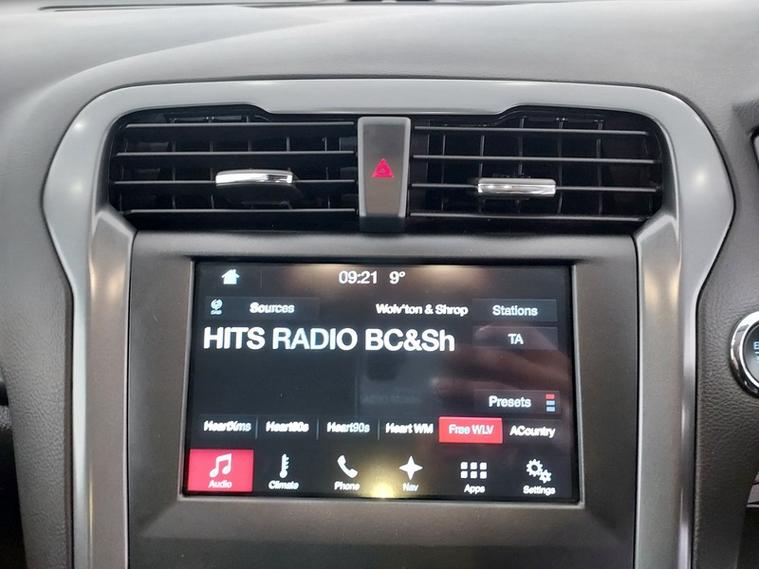 09:21 9°
Sources Wolv'ton & Shrop Stations
HITS RADIO BC&Sh TA
Presets
HeartXms Heart80s Heart90s Heart WM Free WLV ACountry
Audio Climate Phone Nav Apps Settings